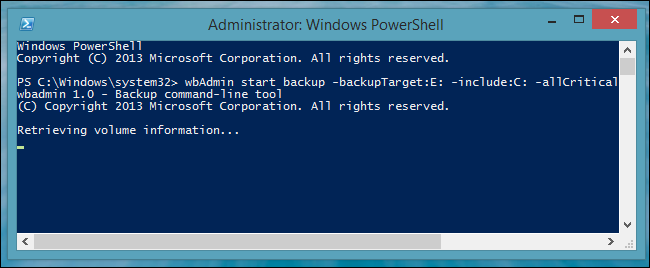 Administrator: Windows PowerShell
Windows PowerShell
Copyright (C) 2013 Microsoft Corporation. All rights reserved.
PS C:\Windows\system32> wbAdmin start backup -backupTarget:E: -include:C: -allCritical
wbadmin 1.0 - Backup command-line tool
(C) Copyright 2013 Microsoft Corporation. All rights reserved.
Retrieving volume information...